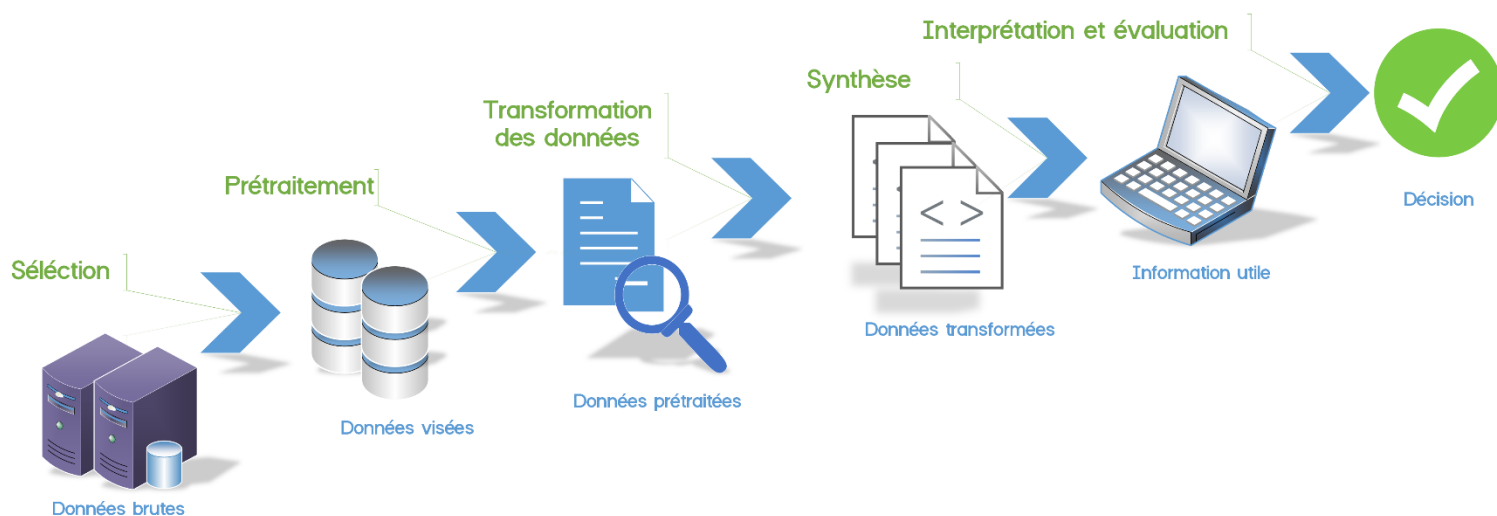 Interprétation et évaluation
Synthèse
Transformation
des données
Prétraitement
Séléction
Décision
Information utile
< >
Données transformées
Données prétraitées
Données visées
Données brutes